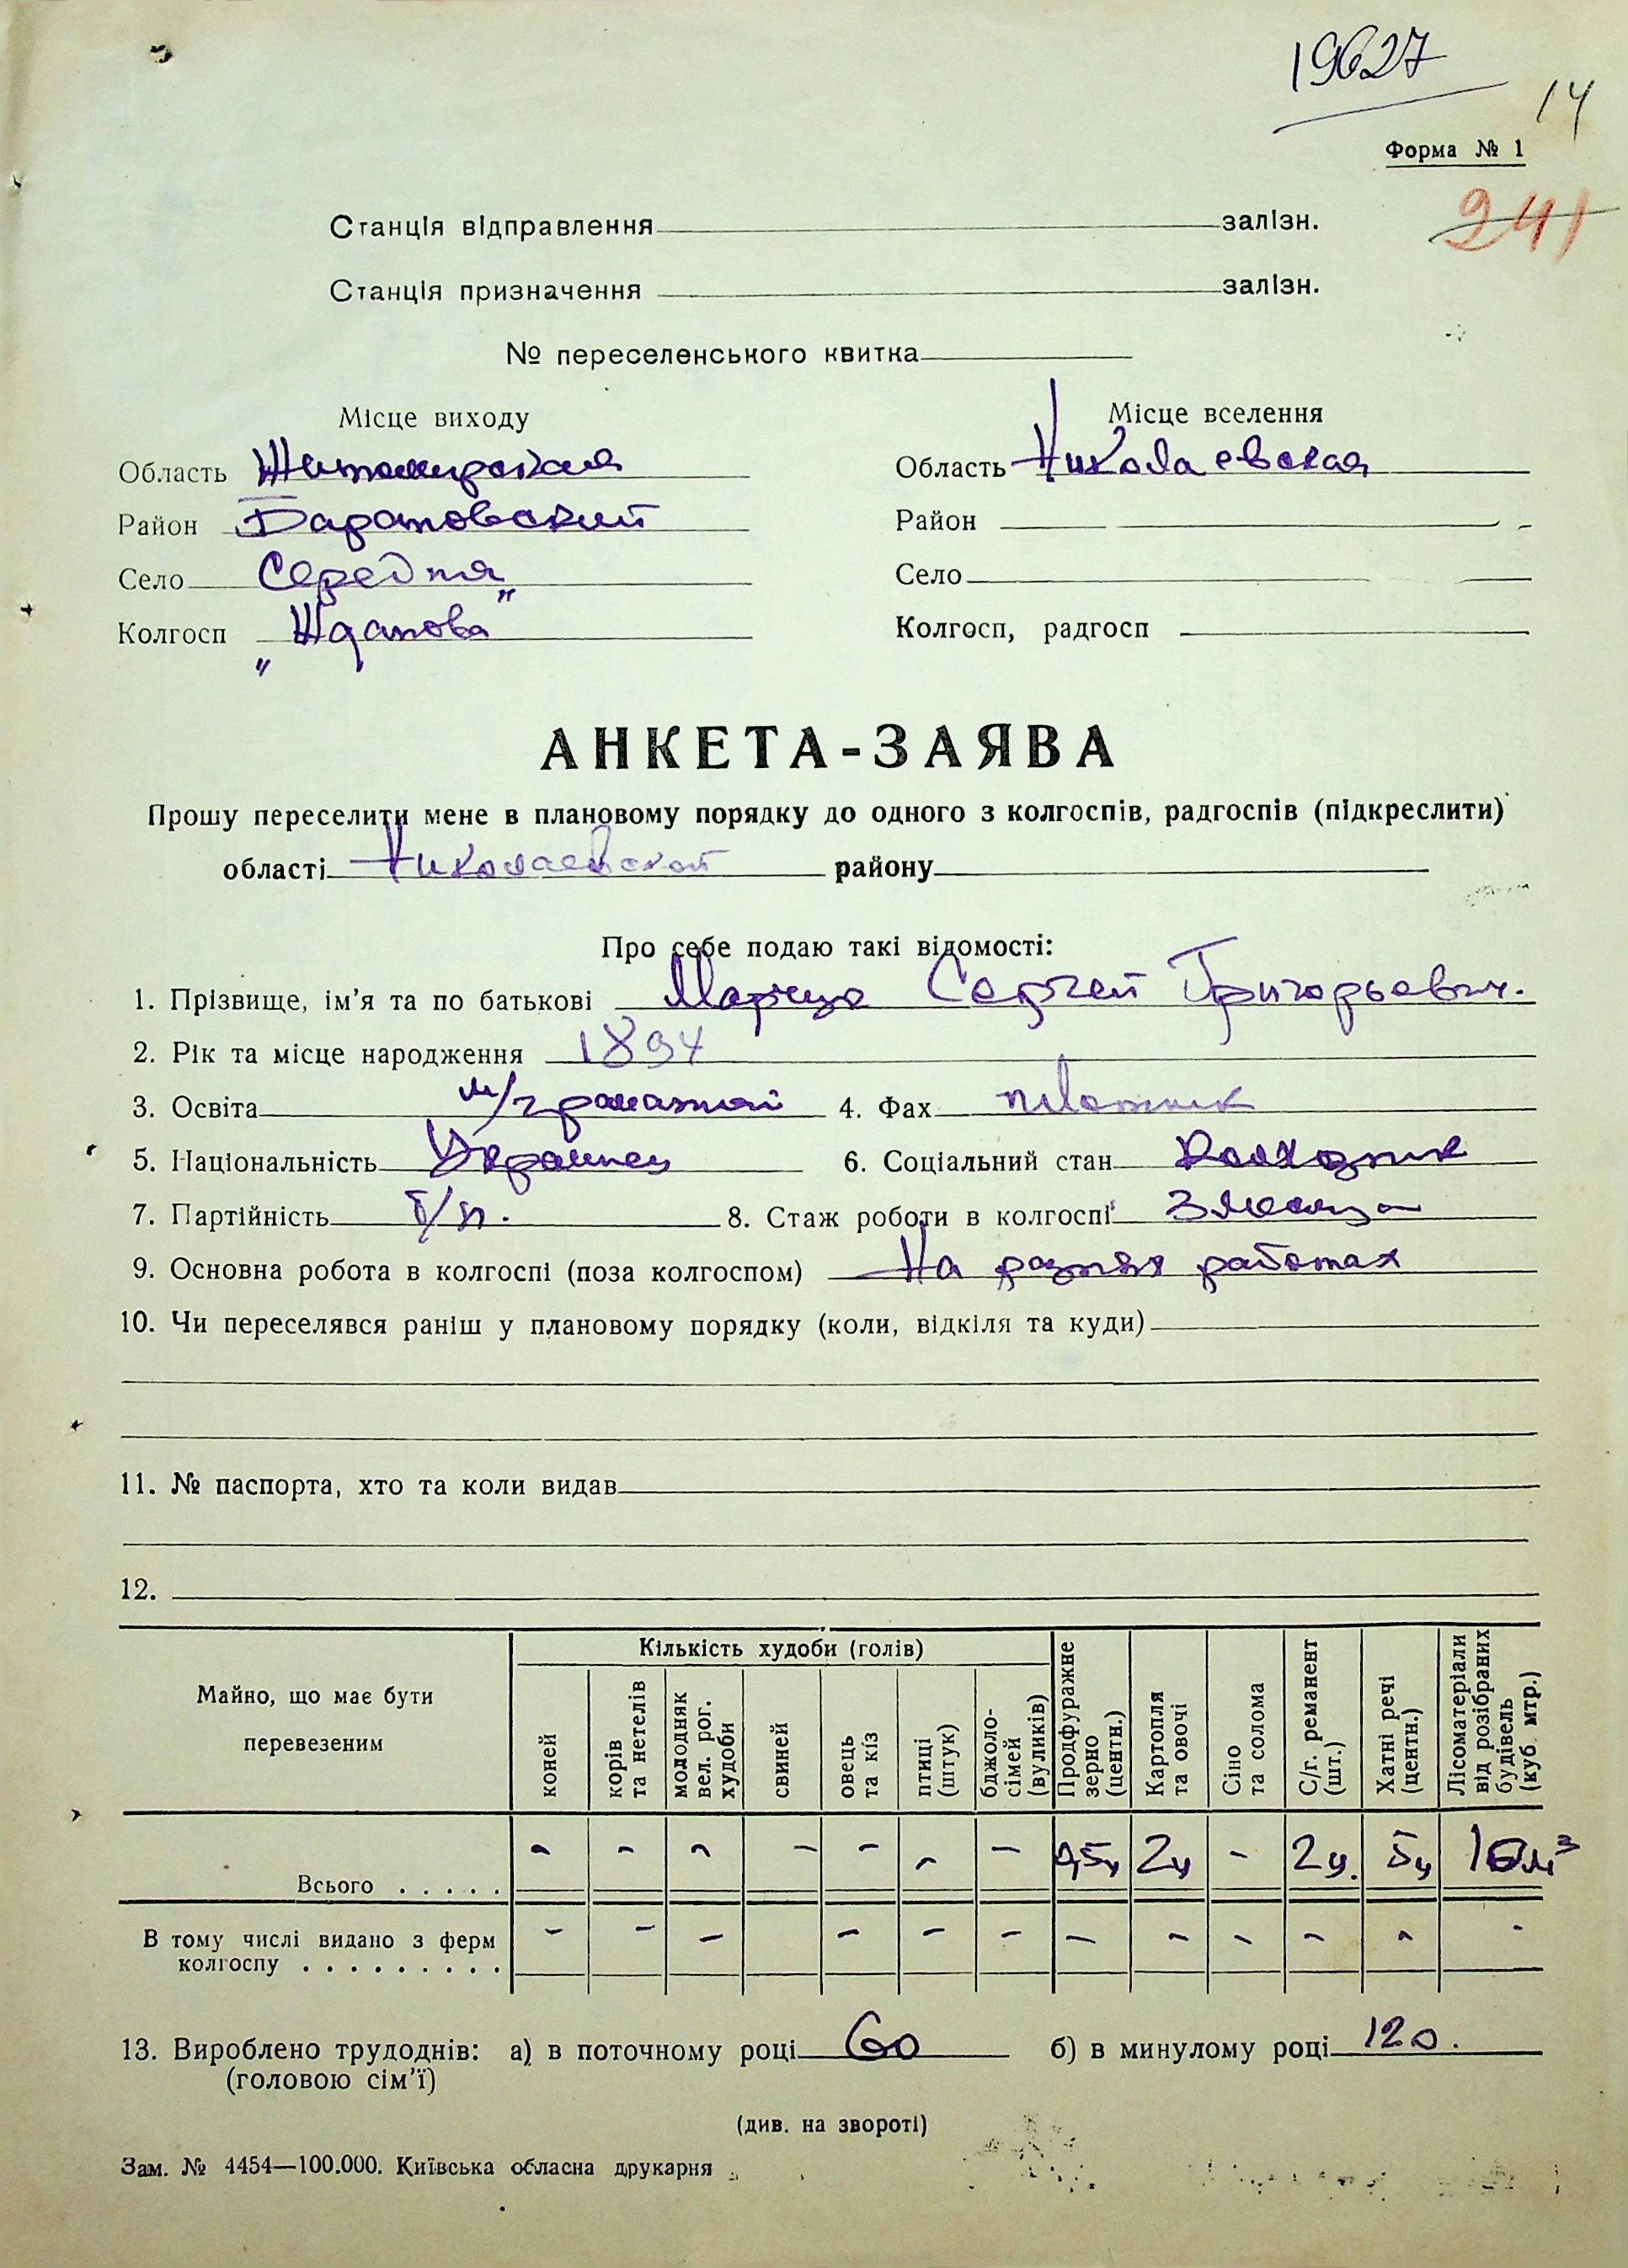 19627
14
Форма № 1
241
Станція відправлення залізн.
Станція призначення залізн.
№ переселенського квитка
Місце виходу Місце вселення
Область Житомирская Область Николаевская
Район Барановский Район
Село Середня Село
Колгосп „Жданова" Колгосп, радгосп
АНКЕТА-ЗАЯВА
Прошу переселити мене в плановому порядку до одного з колгоспів, радгоспів (підкреслити)
області Николаевской району
Про себе подаю такі відомості:
1. Прізвище, ім'я та по батькові Сергей Григорьевич.
2. Рік та місце народження 1894
3. Освіта м/грамотный 4. Фах плотник
5. Національність Украинец 6. Соціальний стан Колхозник
7. Партійність б/п. 8. Стаж роботи в колгоспі 3 месяца
9. Основна робота в колгоспі (поза колгоспом) На разных работах
10. Чи переселявся раніш у плановому порядку (коли, відкіля та куди)
11. № паспорта, хто та коли видав
12.
Майно, що має бути перевезеним
Кількість худоби (голів)
коней
корів та нетелів
молодняк вел. рог. худоби
свиней
овець та кіз
птиці (штук)
бджоло-сімей (вуликів)
Продфуражне зерно (центн.)
Картопля та овочі
Сіно та солома
С/г. реманент (шт.)
Хатні речі (центн.)
Лісоматеріали від розібраних будівель (куб. мтр.)
Всього . . . . . - - - - - - - 0,5ц 2ц - 2ц. 5ц 10м³
В тому числі видано з ферм
колгоспу . . . . . . . . . - - - - - - - - - - - -
13. Вироблено трудоднів: а) в поточному році 60 б) в минулому році 120.
(головою сім'ї)
(див. на звороті)
Зам. № 4454—100.000. Київська обласна друкарня